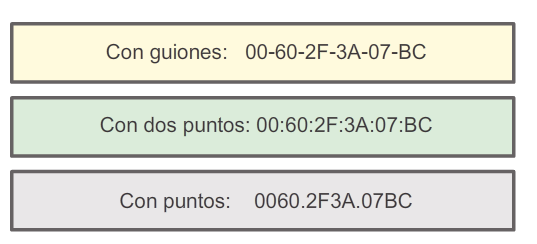 Con guiones: 00-60-2F-3A-07-BC
Con dos puntos: 00:60:2F:3A:07:BC
Con puntos: 0060.2F3A.07BC